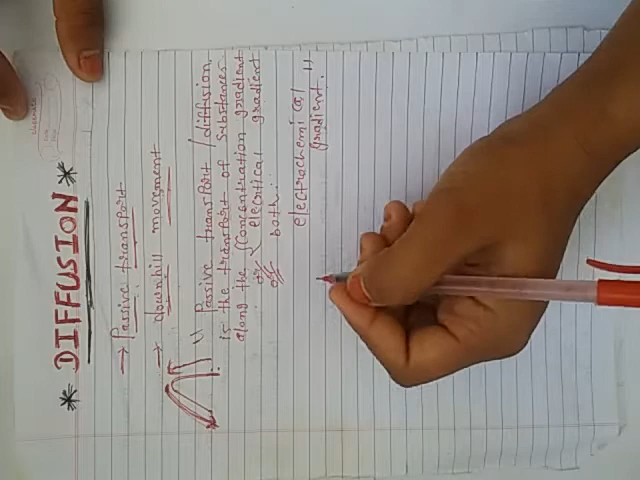 * DIFFUSION *
→ Passive transport
→ downhill movement
") Passive transport / diffusion
is the transport of substances
along the concentration gradient
or electrical gradient
or both.
electrochemical "
gradient.